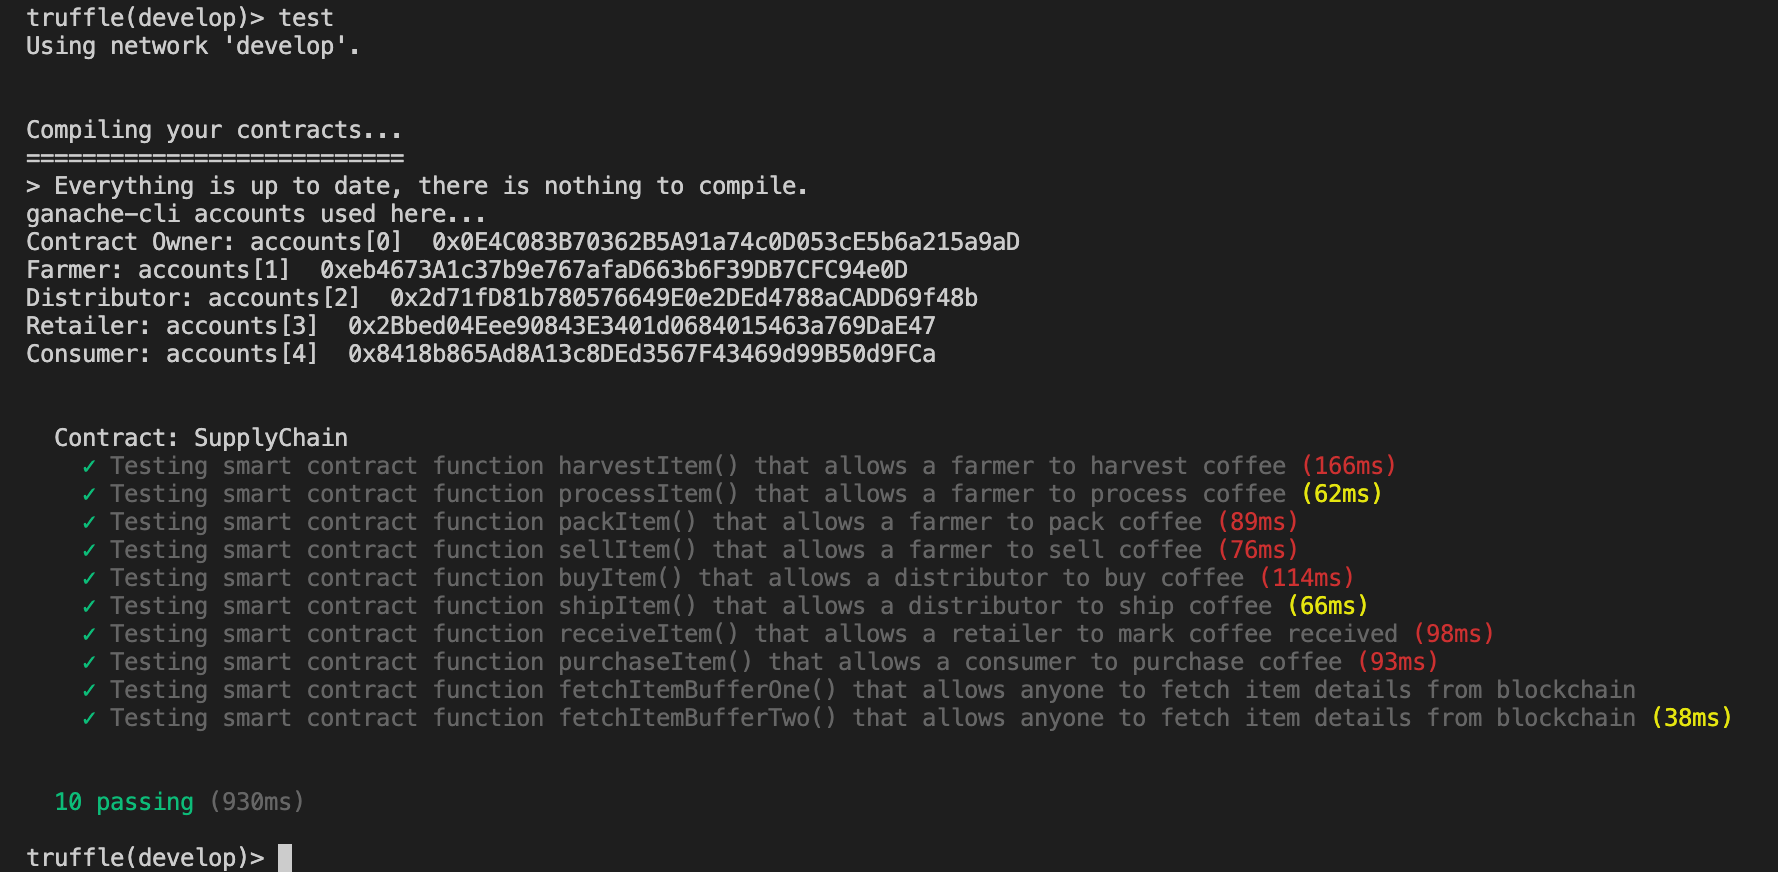 truffle(develop)> test
Using network 'develop'.
Compiling your contracts...
===========================
> Everything is up to date, there is nothing to compile.
ganache-cli accounts used here...
Contract Owner: accounts[0]  0x0E4C083B70362B5A91a74c0D053cE5b6a215a9aD
Farmer: accounts[1]  0xeb4673A1c37b9e767afaD663b6F39DB7CFC94e0D
Distributor: accounts[2]  0x2d71fD81b780576649E0e2DEd4788aCADD69f48b
Retailer: accounts[3]  0x2Bbed04Eee90843E3401d0684015463a769DaE47
Consumer: accounts[4]  0x8418b865Ad8A13c8DEd3567F43469d99B50d9FCa
Contract: SupplyChain
✓ Testing smart contract function harvestItem() that allows a farmer to harvest coffee (166ms)
✓ Testing smart contract function processItem() that allows a farmer to process coffee (62ms)
✓ Testing smart contract function packItem() that allows a farmer to pack coffee (89ms)
✓ Testing smart contract function sellItem() that allows a farmer to sell coffee (76ms)
✓ Testing smart contract function buyItem() that allows a distributor to buy coffee (114ms)
✓ Testing smart contract function shipItem() that allows a distributor to ship coffee (66ms)
✓ Testing smart contract function receiveItem() that allows a retailer to mark coffee received (98ms)
✓ Testing smart contract function purchaseItem() that allows a consumer to purchase coffee (93ms)
✓ Testing smart contract function fetchItemBufferOne() that allows anyone to fetch item details from blockchain
✓ Testing smart contract function fetchItemBufferTwo() that allows anyone to fetch item details from blockchain (38ms)
10 passing (930ms)
truffle(develop)>